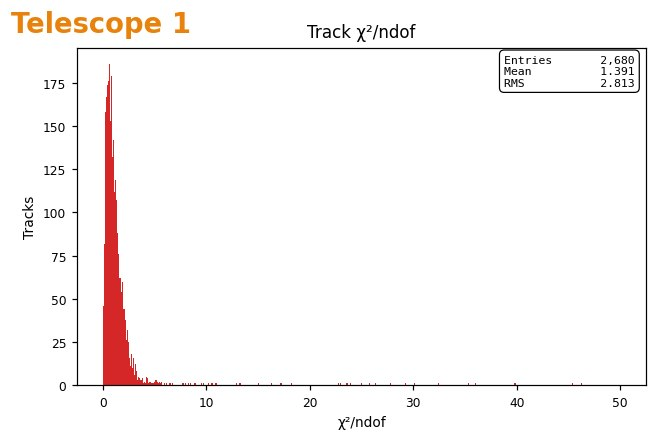 Telescope 1
Track χ²/ndof
Entries 2,680
Mean 1.391
RMS 2.813
175
150
125
100
75
50
25
0
Tracks
0 10 20 30 40 50
χ²/ndof